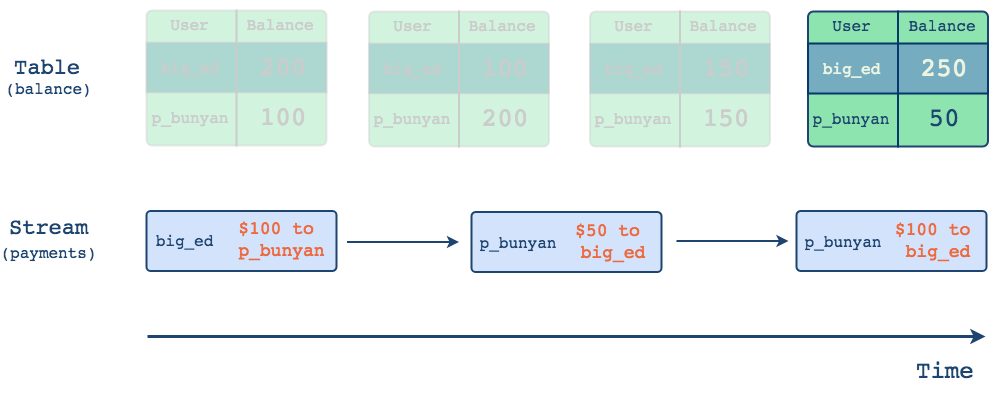 User Balance
big_ed 200
p_bunyan 100
User Balance
big_ed 100
p_bunyan 200
User Balance
big_ed 150
p_bunyan 150
User Balance
big_ed 250
p_bunyan 50
Table
(balance)
Stream
(payments)
big_ed
$100 to
p_bunyan
p_bunyan
$50 to
big_ed
p_bunyan
$100 to
big_ed
Time